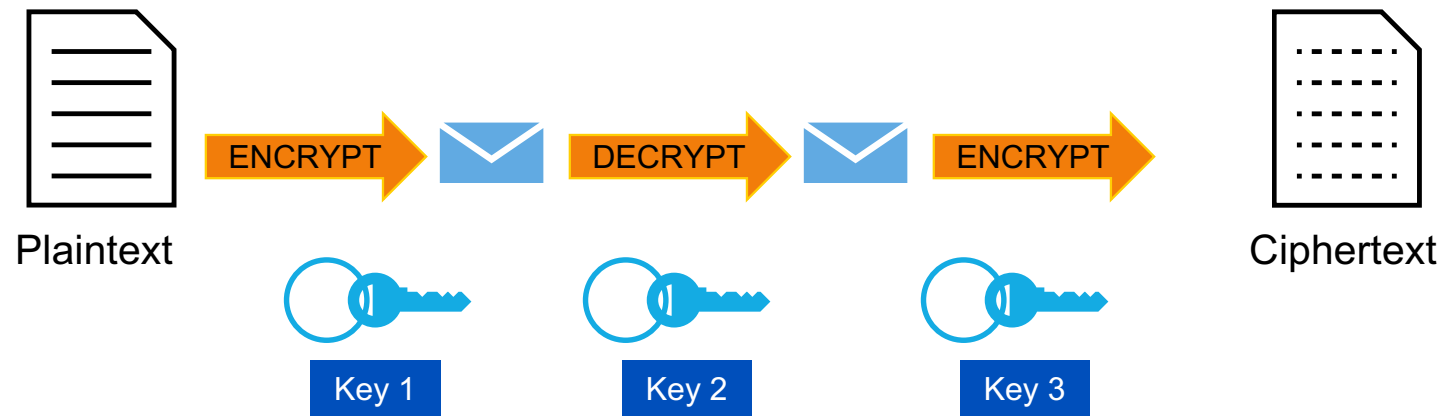 ENCRYPT
DECRYPT
ENCRYPT
Plaintext
Ciphertext
Key 1
Key 2
Key 3